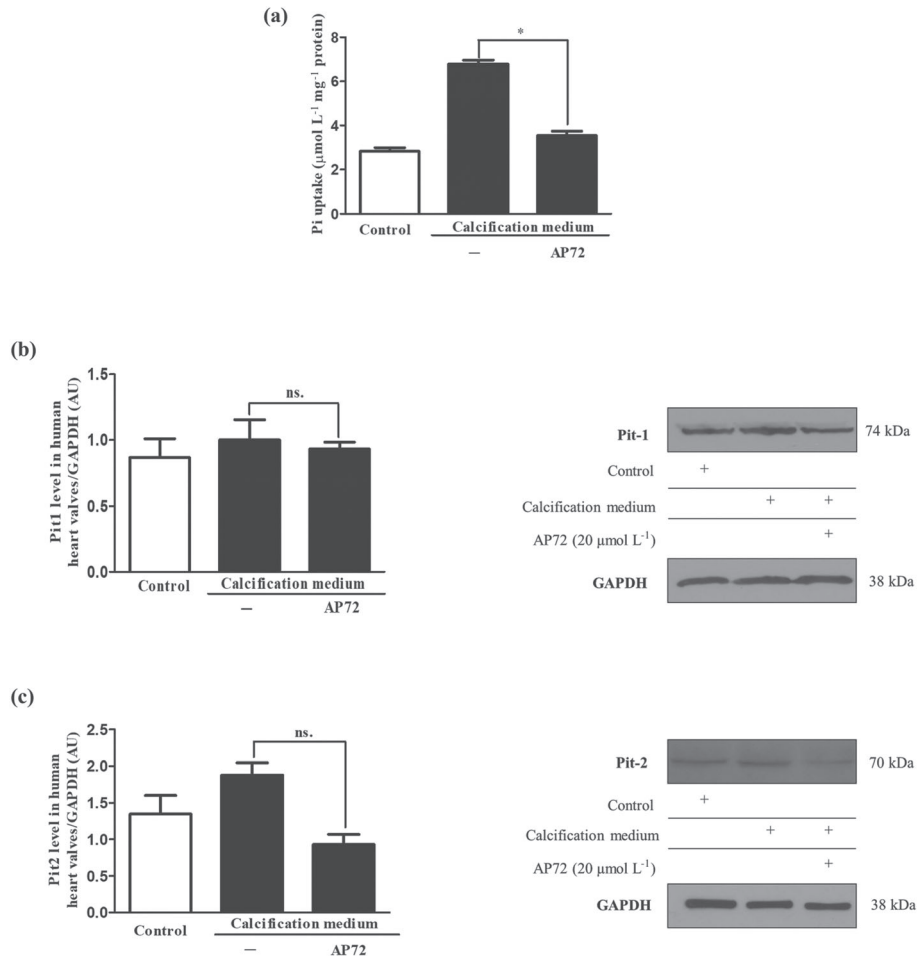 (a)
Pi uptake (μmol L⁻¹ mg⁻¹ protein)
8
6
4
2
0
*
Control
Calcification medium
–
AP72
(b)
Pit1 level in human
heart valves/GAPDH (AU)
1.5
1.0
0.5
0.0
ns.
Control
Calcification medium
–
AP72
Pit-1
74 kDa
Control
+
Calcification medium
+ +
AP72 (20 μmol L⁻¹)
+
GAPDH
38 kDa
(c)
Pit2 level in human
heart valves/GAPDH (AU)
2.5
2.0
1.5
1.0
0.5
0.0
ns.
Control
Calcification medium
–
AP72
Pit-2
70 kDa
Control
+
Calcification medium
+ +
AP72 (20 μmol L⁻¹)
+
GAPDH
38 kDa